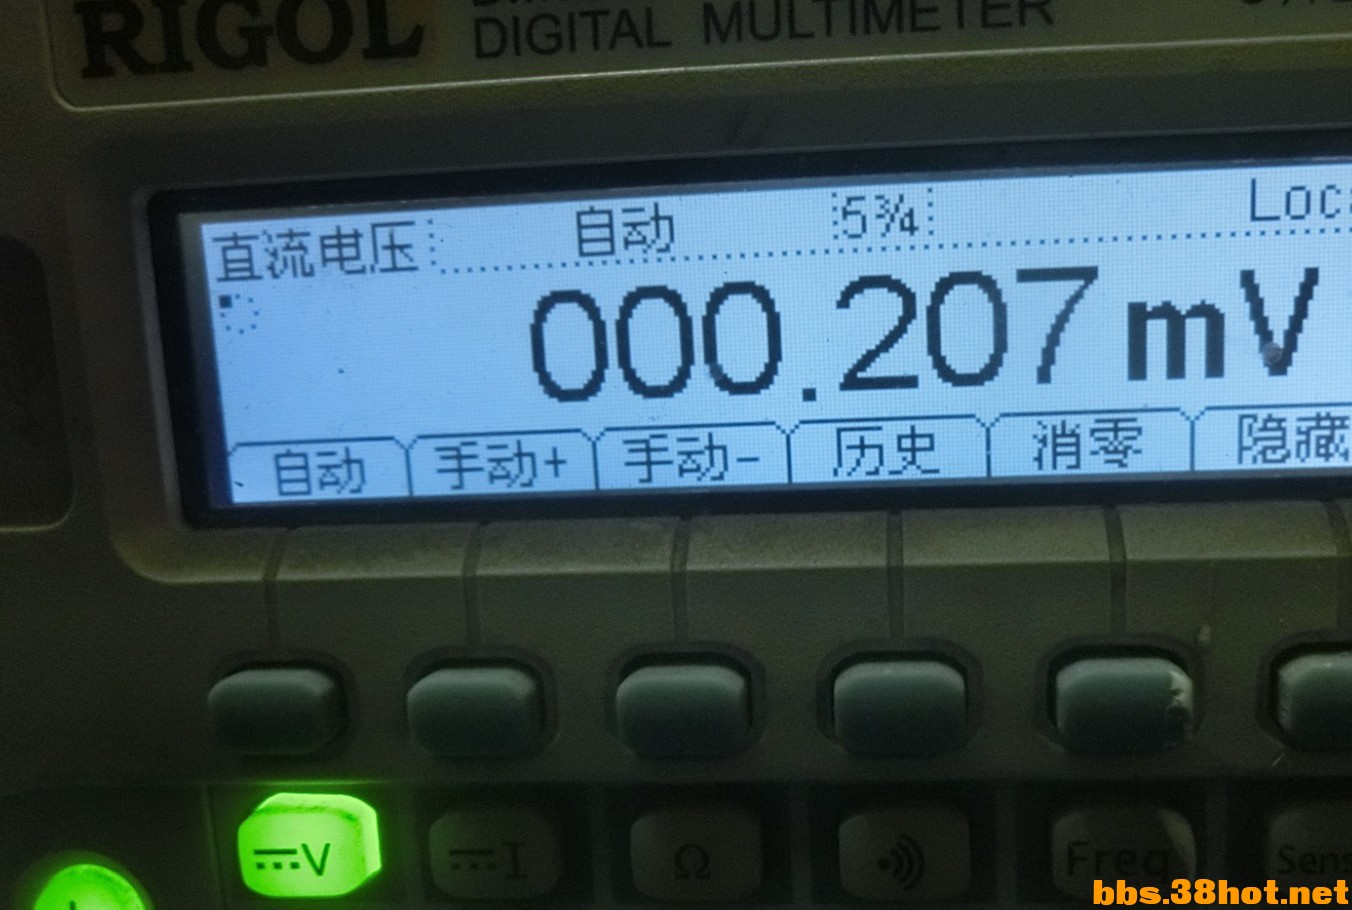 RIGOL
DIGITAL MULTIMETER
直流电压 自动 5¾
000.207 mV
自动 手动+ 手动- 历史 消零 隐藏
⎓V ⎓I Ω Freq
bbs.38hot.net